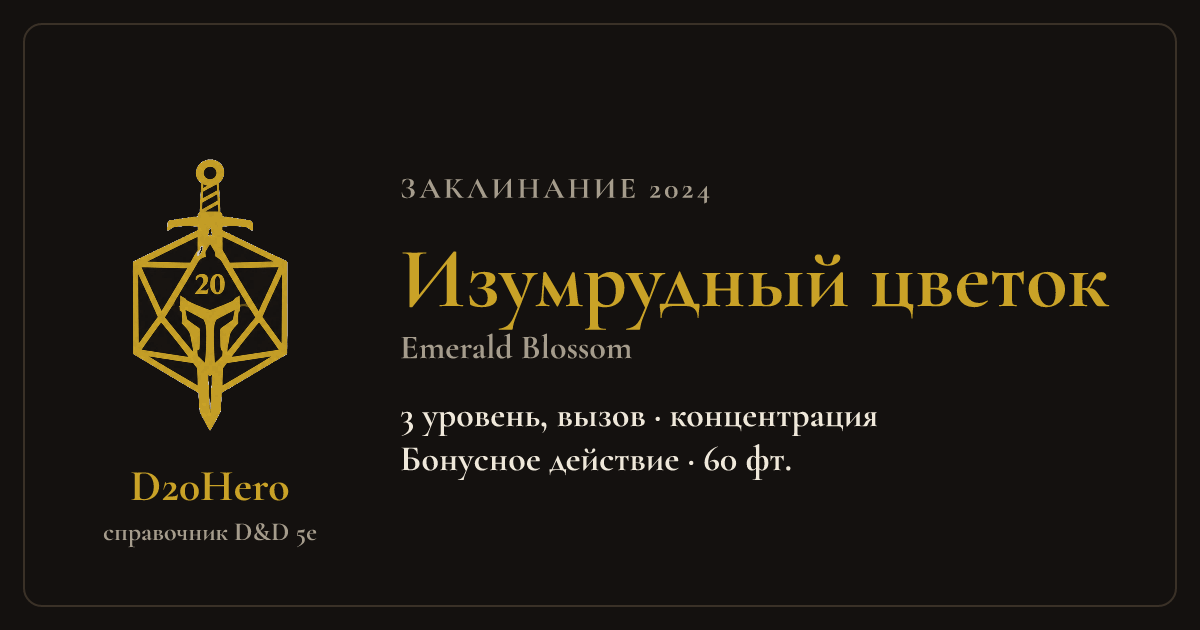 20
D20Hero
справочник D&D 5e
ЗАКЛИНАНИЕ 2024
Изумрудный цветок
Emerald Blossom
3 уровень, вызов · концентрация
Бонусное действие · 60 фт.